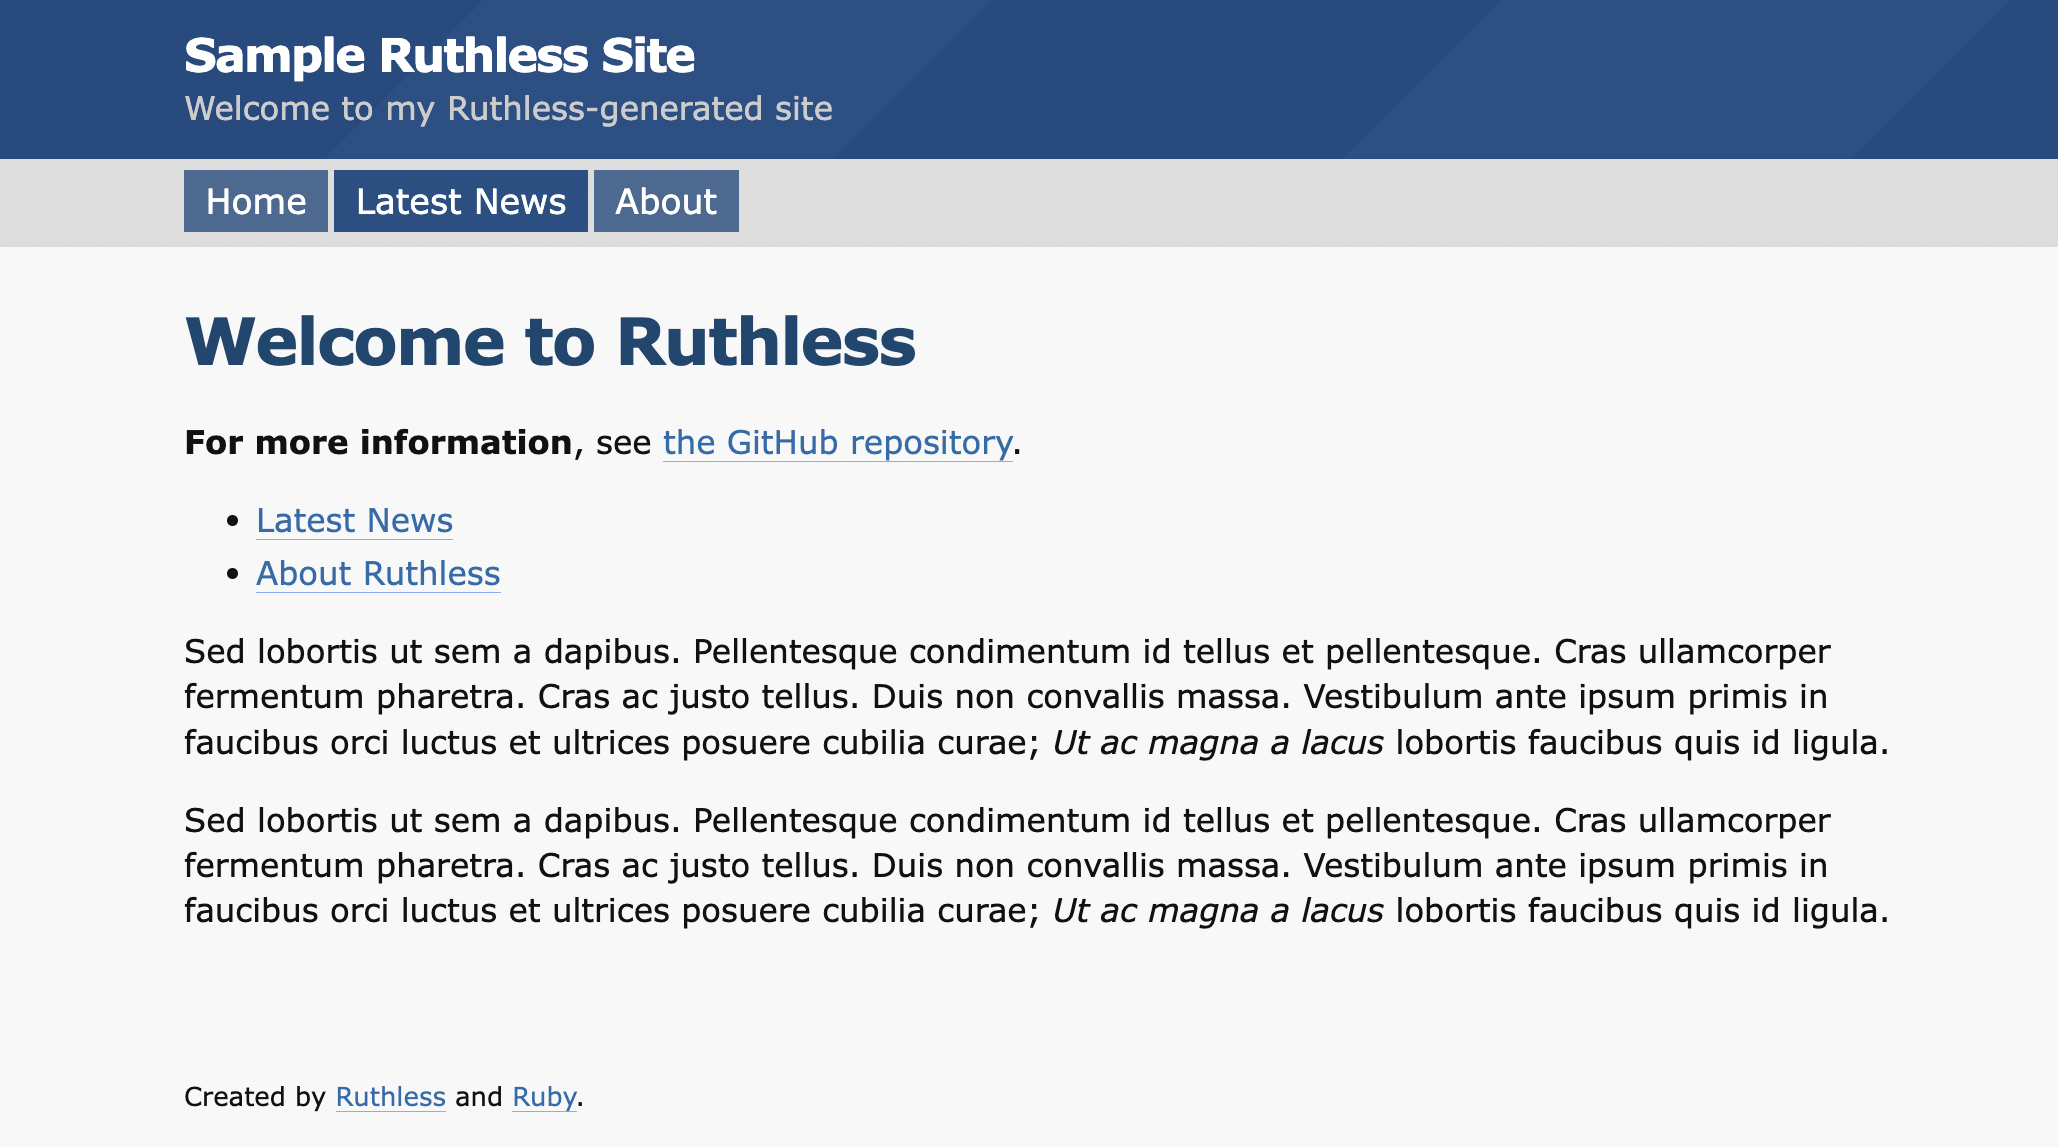 Sample Ruthless Site
Welcome to my Ruthless-generated site
Home Latest News About
Welcome to Ruthless
For more information, see the GitHub repository.
• Latest News
• About Ruthless
Sed lobortis ut sem a dapibus. Pellentesque condimentum id tellus et pellentesque. Cras ullamcorper
fermentum pharetra. Cras ac justo tellus. Duis non convallis massa. Vestibulum ante ipsum primis in
faucibus orci luctus et ultrices posuere cubilia curae; Ut ac magna a lacus lobortis faucibus quis id ligula.
Sed lobortis ut sem a dapibus. Pellentesque condimentum id tellus et pellentesque. Cras ullamcorper
fermentum pharetra. Cras ac justo tellus. Duis non convallis massa. Vestibulum ante ipsum primis in
faucibus orci luctus et ultrices posuere cubilia curae; Ut ac magna a lacus lobortis faucibus quis id ligula.
Created by Ruthless and Ruby.